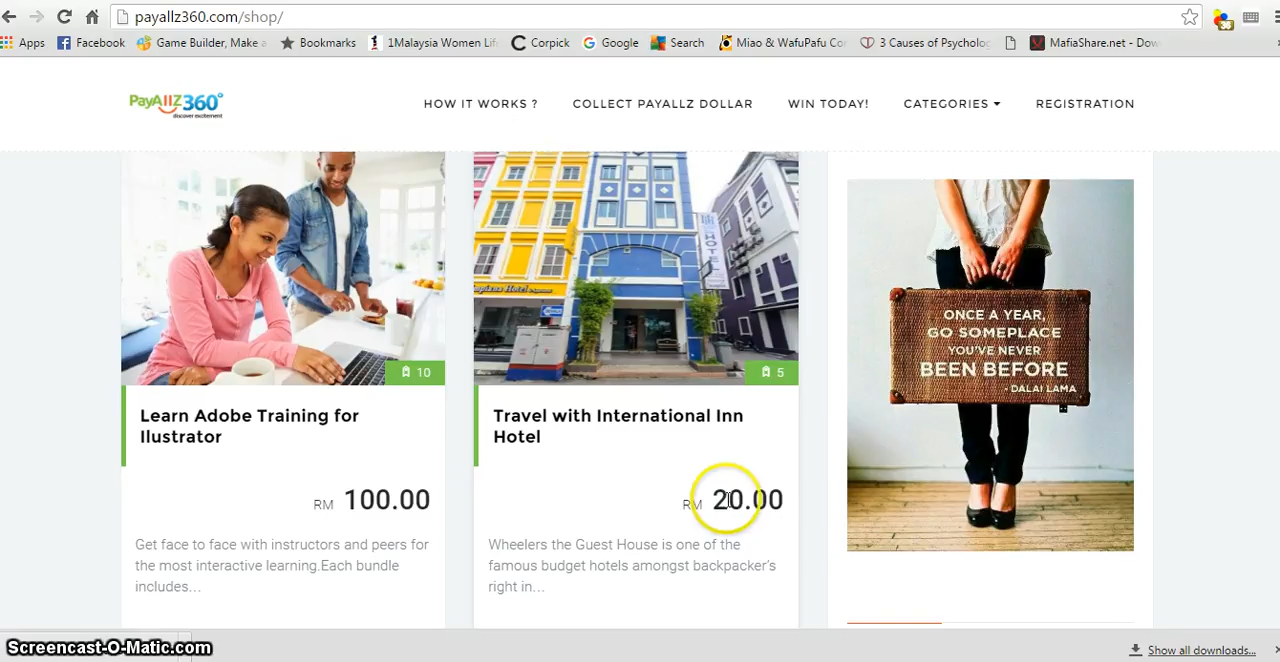 payallz360.com/shop/
Apps
Facebook
Game Builder, Make a
Bookmarks
1Malaysia Women Life
Corpick
Google
Search
Miao & WafuPafu Co
3 Causes of Psycholog
MafiaShare.net - Dow
PayAllZ360°
discover excitement
HOW IT WORKS ?
COLLECT PAYALLZ DOLLAR
WIN TODAY!
CATEGORIES
REGISTRATION
HOTEL
10
Learn Adobe Training for
Ilustrator
RM 100.00
Get face to face with instructors and peers for
the most interactive learning.Each bundle
includes...
5
Travel with International Inn
Hotel
RM 20.00
Wheelers the Guest House is one of the
famous budget hotels amongst backpacker's
right in...
ONCE A YEAR,
GO SOMEPLACE
YOU'VE NEVER
BEEN BEFORE
- DALAI LAMA
Screencast-O-Matic.com
Show all downloads...